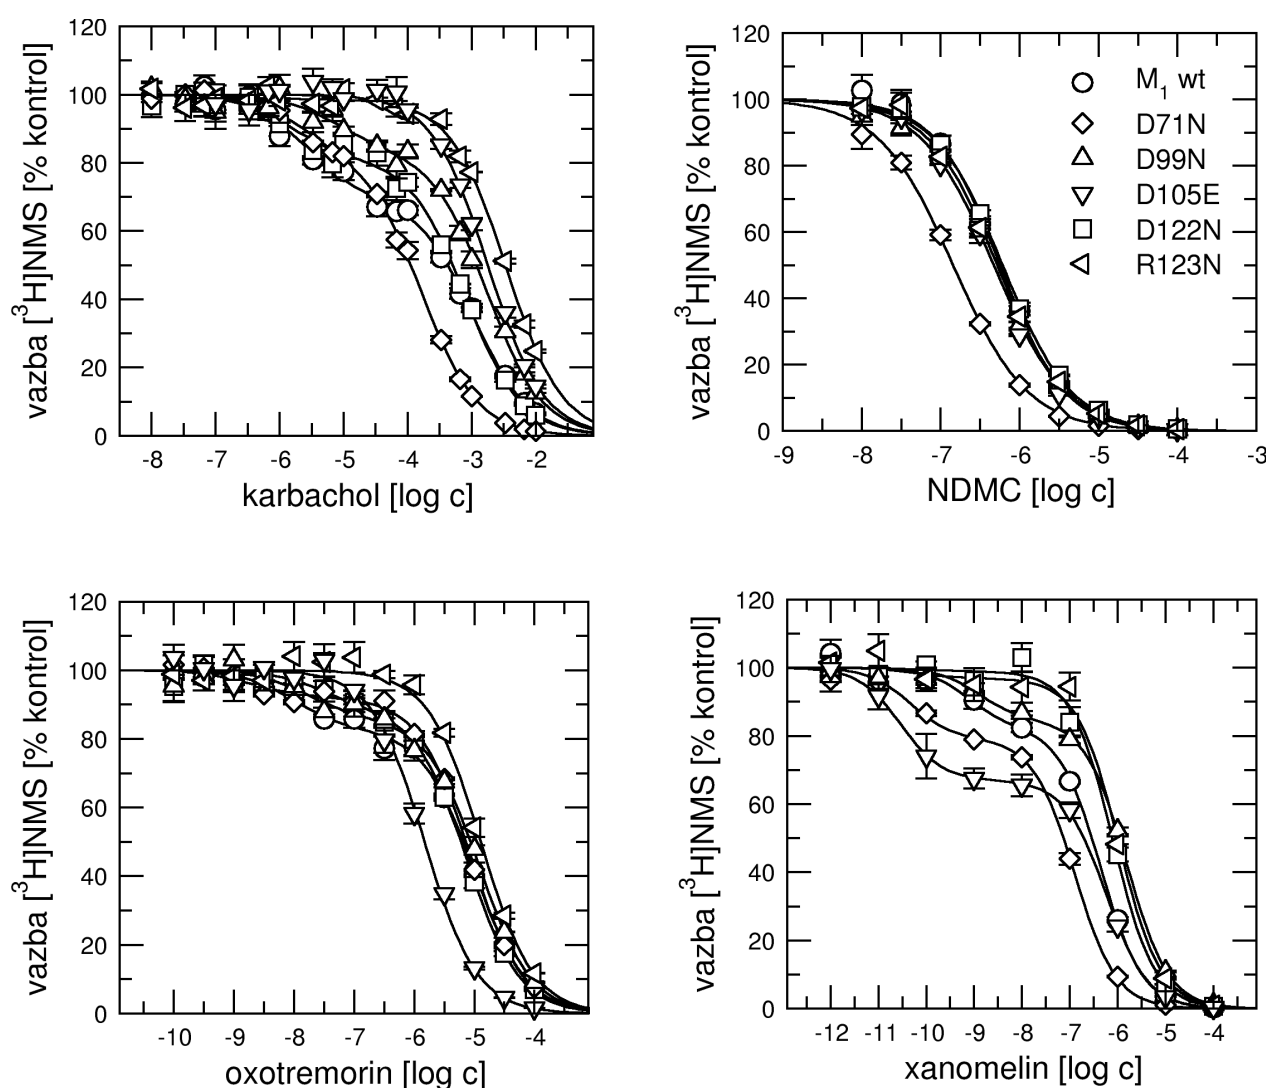 120
100
80
60
40
20
0
vazba [³H]NMS [% kontrol]
-8 -7 -6 -5 -4 -3 -2
karbachol [log c]
120
100
80
60
40
20
0
vazba [³H]NMS [% kontrol]
M₁ wt
D71N
D99N
D105E
D122N
R123N
-9 -8 -7 -6 -5 -4 -3
NDMC [log c]
120
100
80
60
40
20
0
vazba [³H]NMS [% kontrol]
-10 -9 -8 -7 -6 -5 -4
oxotremorin [log c]
120
100
80
60
40
20
0
vazba [³H]NMS [% kontrol]
-12 -11 -10 -9 -8 -7 -6 -5 -4
xanomelin [log c]